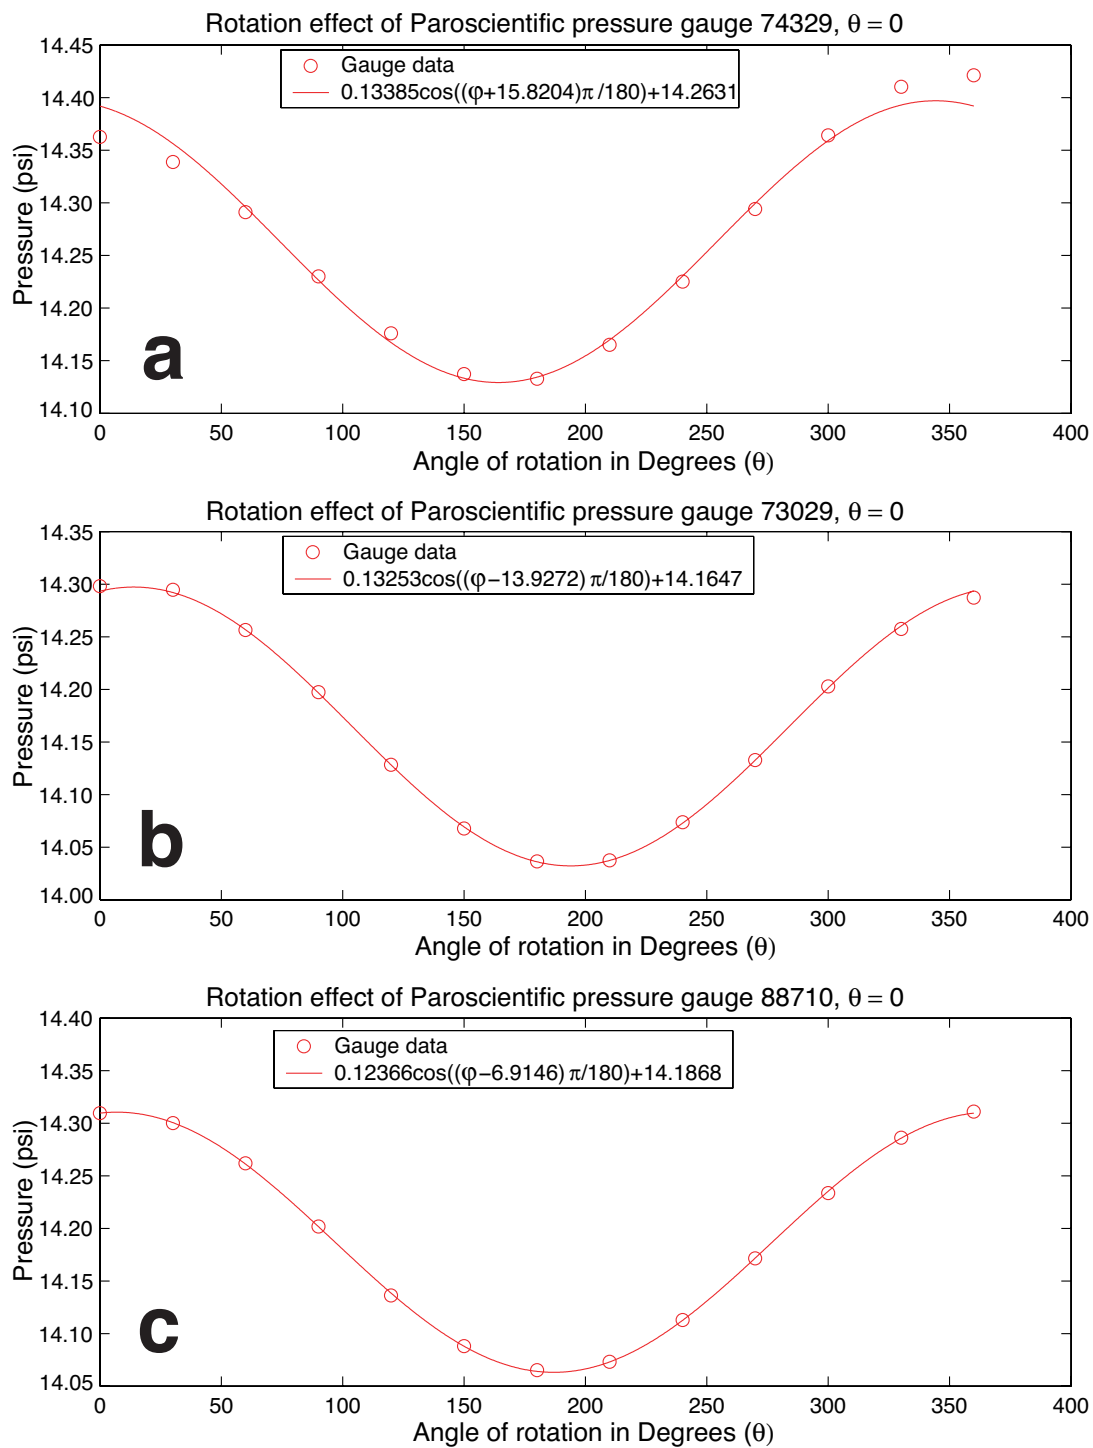 Rotation effect of Paroscientific pressure gauge 74329, θ = 0
14.45
14.40
14.35
14.30
14.25
14.20
14.15
14.10
Pressure (psi)
Gauge data
0.13385cos((φ+15.8204)π/180)+14.2631
a
0 50 100 150 200 250 300 350 400
Angle of rotation in Degrees (θ)
Rotation effect of Paroscientific pressure gauge 73029, θ = 0
14.35
14.30
14.25
14.20
14.15
14.10
14.05
14.00
Pressure (psi)
Gauge data
0.13253cos((φ−13.9272)π/180)+14.1647
b
0 50 100 150 200 250 300 350 400
Angle of rotation in Degrees (θ)
Rotation effect of Paroscientific pressure gauge 88710, θ = 0
14.40
14.35
14.30
14.25
14.20
14.15
14.10
14.05
Pressure (psi)
Gauge data
0.12366cos((φ−6.9146)π/180)+14.1868
c
0 50 100 150 200 250 300 350 400
Angle of rotation in Degrees (θ)